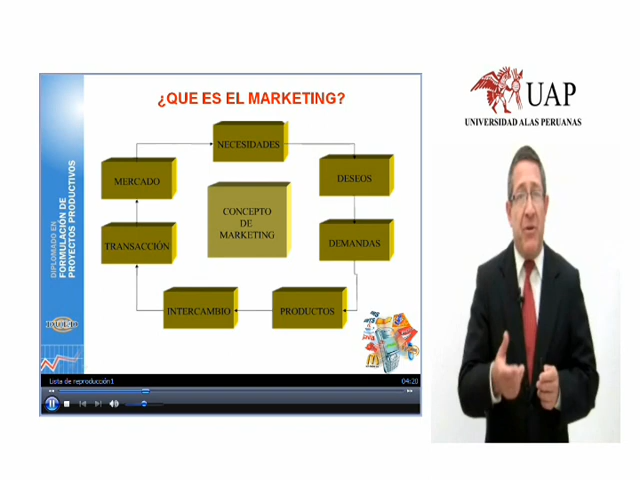 ¿QUE ES EL MARKETING?
NECESIDADES
DESEOS
DEMANDAS
PRODUCTOS
INTERCAMBIO
TRANSACCIÓN
MERCADO
CONCEPTO
DE
MARKETING
DIPLOMADO EN
FORMULACIÓN DE
PROYECTOS PRODUCTIVOS
Lista de reproducción1
04:20
UAP
UNIVERSIDAD ALAS PERUANAS